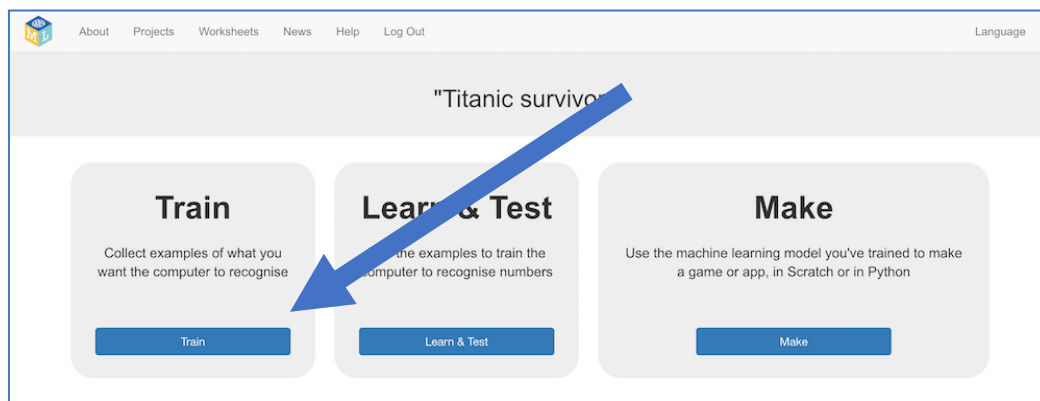 About Projects Worksheets News Help Log Out Language
"Titanic survivor
Train
Collect examples of what you
want the computer to recognise
Train
Learn & Test
the examples to train the
computer to recognise numbers
Learn & Test
Make
Use the machine learning model you've trained to make
a game or app, in Scratch or in Python
Make